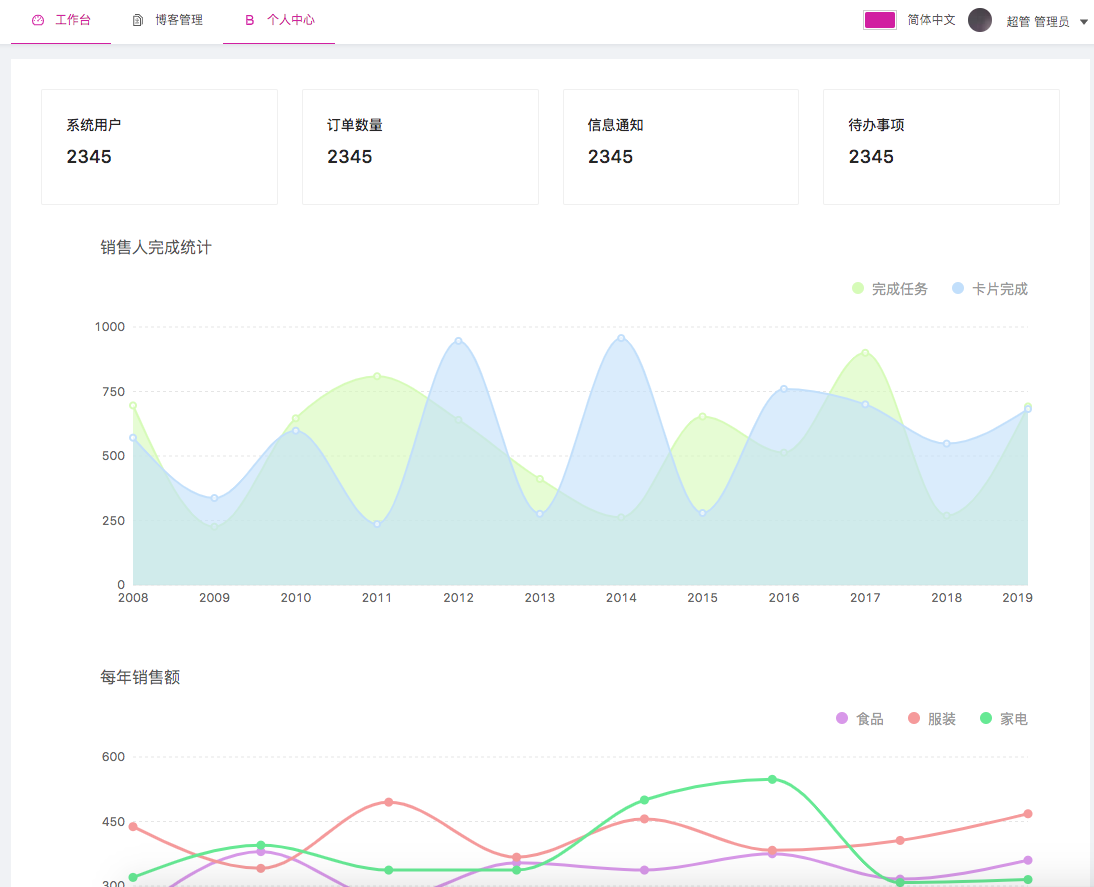 工作台 博客管理 B 个人中心 简体中文 超管 管理员
系统用户 订单数量 信息通知 待办事项
2345 2345 2345 2345
销售人完成统计
完成任务 卡片完成
1000
750
500
250
0
2008 2009 2010 2011 2012 2013 2014 2015 2016 2017 2018 2019
每年销售额
食品 服装 家电
600
450
300